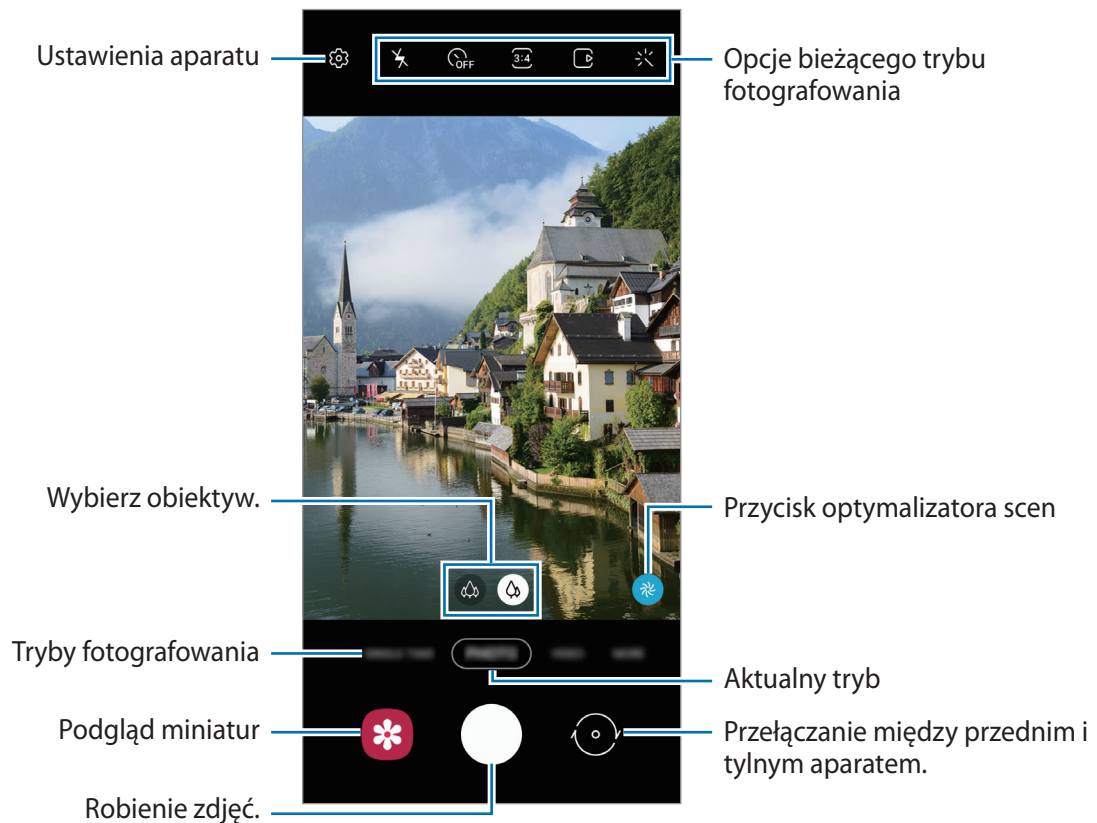 Ustawienia aparatu
OFF
3:4
Opcje bieżącego trybu
fotografowania
Wybierz obiektyw.
Przycisk optymalizatora scen
Tryby fotografowania
Aktualny tryb
Podgląd miniatur
Przełączanie między przednim i
tylnym aparatem.
Robienie zdjęć.